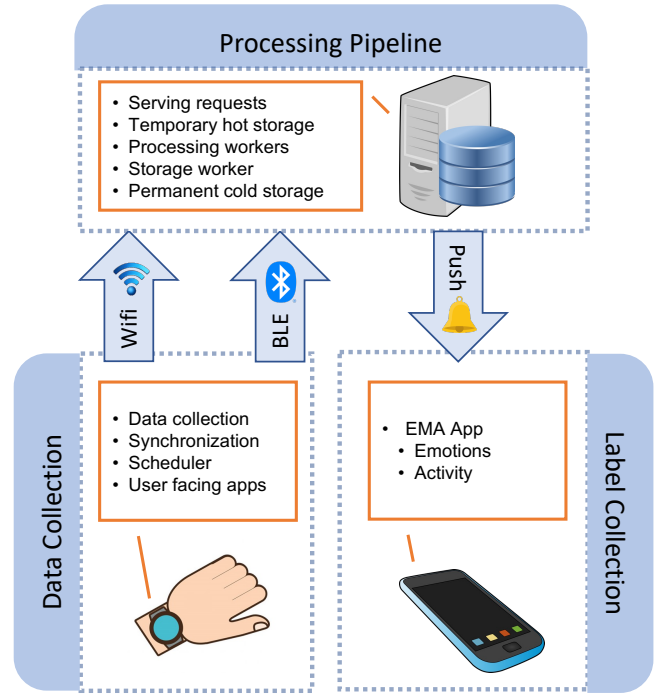 Processing Pipeline
• Serving requests
• Temporary hot storage
• Processing workers
• Storage worker
• Permanent cold storage
Wifi
BLE
Push
Data Collection
• Data collection
• Synchronization
• Scheduler
• User facing apps
• EMA App
• Emotions
• Activity
Label Collection